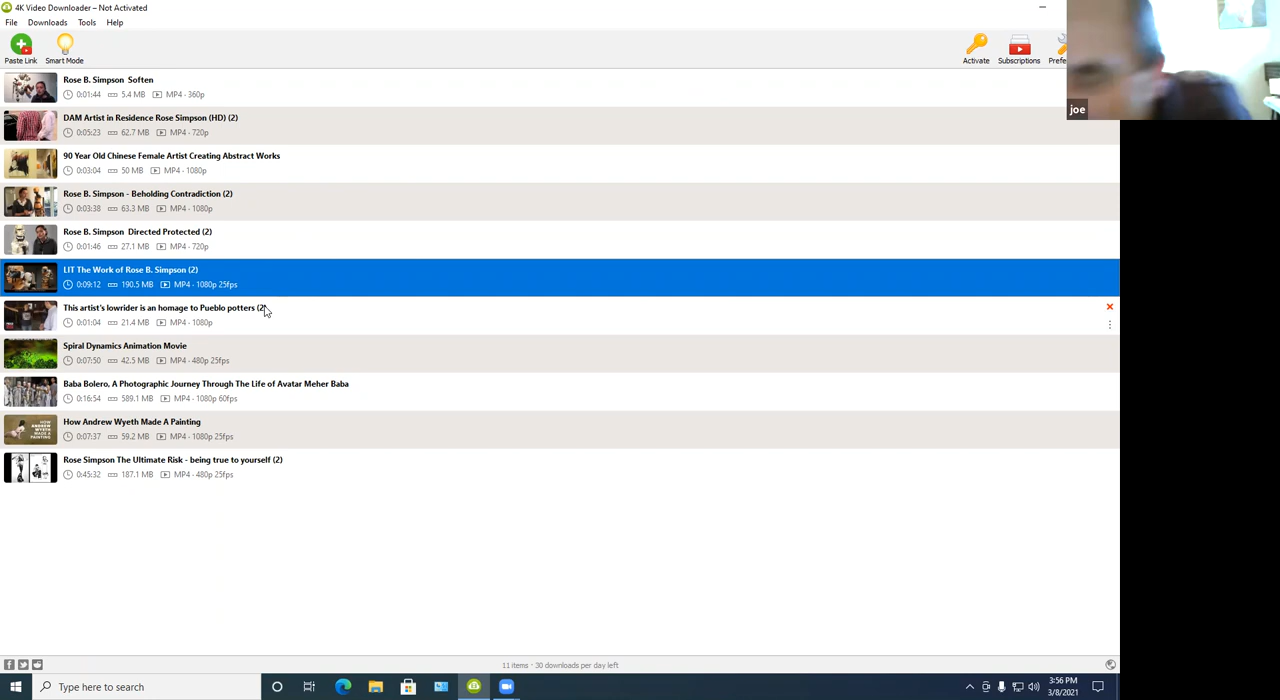 4K Video Downloader – Not Activated
File Downloads Tools Help
Paste Link Smart Mode Activate Subscriptions
joe
Rose B. Simpson Soften
0:01:44 5.4 MB MP4 · 360p
DAM Artist in Residence Rose Simpson (HD) (2)
0:05:23 62.7 MB MP4 · 720p
90 Year Old Chinese Female Artist Creating Abstract Works
0:03:04 50 MB MP4 · 1080p
Rose B. Simpson - Beholding Contradiction (2)
0:03:38 63.3 MB MP4 · 1080p
Rose B. Simpson Directed Protected (2)
0:01:46 27.1 MB MP4 · 720p
LIT The Work of Rose B. Simpson (2)
0:09:12 190.5 MB MP4 · 1080p 25fps
This artist's lowrider is an homage to Pueblo potters (2)
0:01:04 21.4 MB MP4 · 1080p
Spiral Dynamics Animation Movie
0:07:50 42.5 MB MP4 · 480p 25fps
Baba Bolero, A Photographic Journey Through The Life of Avatar Meher Baba
0:16:54 589.1 MB MP4 · 1080p 60fps
HOW ANDREW WYETH MADE A PAINTING
How Andrew Wyeth Made A Painting
0:07:37 59.2 MB MP4 · 1080p 25fps
Rose Simpson The Ultimate Risk - being true to yourself (2)
0:45:32 187.1 MB MP4 · 480p 25fps
11 items · 30 downloads per day left
Type here to search
3:56 PM
3/8/2021